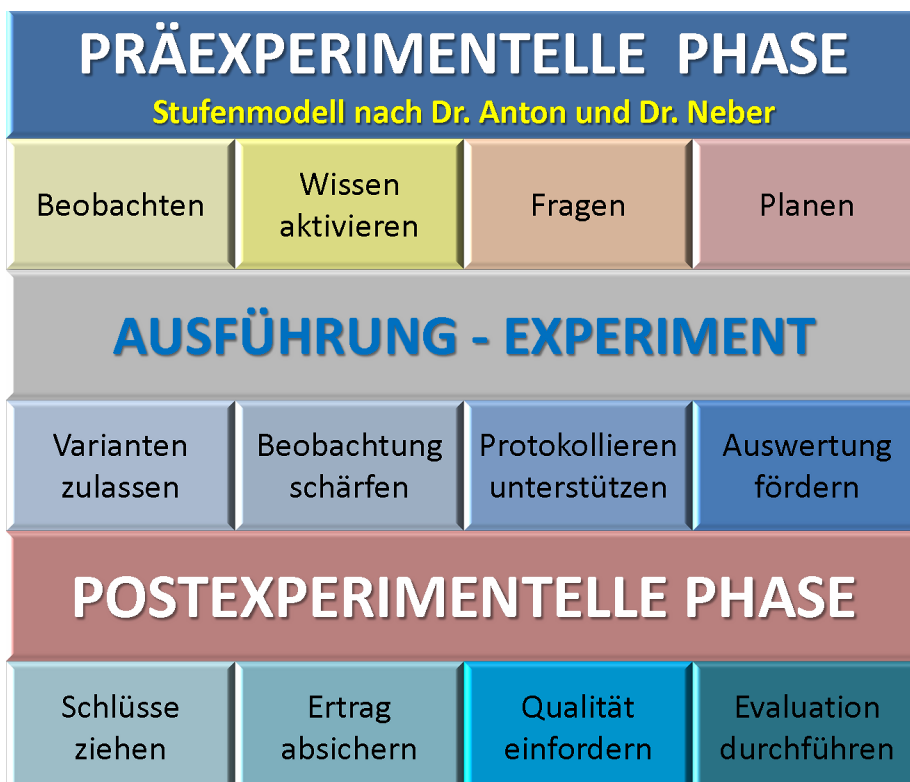 PRÄEXPERIMENTELLE PHASE
Stufenmodell nach Dr. Anton und Dr. Neber
Beobachten
Wissen
aktivieren
Fragen
Planen
AUSFÜHRUNG - EXPERIMENT
Varianten
zulassen
Beobachtung
schärfen
Protokollieren
unterstützen
Auswertung
fördern
POSTEXPERIMENTELLE PHASE
Schlüsse
ziehen
Ertrag
absichern
Qualität
einfordern
Evaluation
durchführen